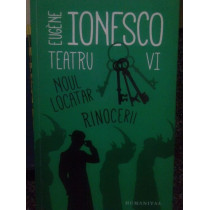 EUGÈNE
IONESCO
TEATRU VI
NOUL
LOCATAR
RINOCERII
HUMANITAS